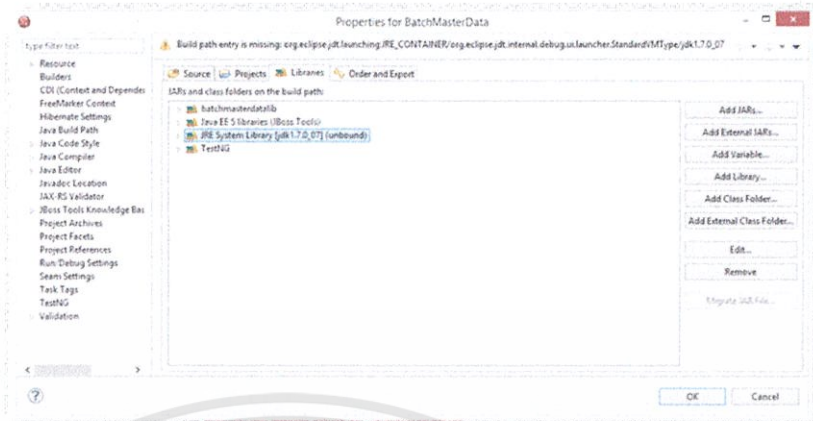 Properties for BatchMasterData
type filter text
Build path entry is missing: org.eclipse.jdt.launching.JRE_CONTAINER/org.eclipse.jdt.internal.debug.ui.launcher.StandardVMType/jdk1.7.0_07
Resource
Builders
CDI (Context and Depender
FreeMarker Context
Hibernate Settings
Java Build Path
Java Code Style
Java Compiler
Java Editor
Javadoc Location
JAX-RS Validator
JBoss Tools Knowledge Bas
Project Archives
Project Facets
Project References
Run/Debug Settings
Seam Settings
Task Tags
TestNG
Validation
Source
Projects
Libraries
Order and Export
JARs and class folders on the build path:
batchmasterdatalib
Java EE 5 libraries (JBoss Tools)
JRE System Library [jdk1.7.0_07] (unbound)
TestNG
Add JARs...
Add External JARs...
Add Variable...
Add Library...
Add Class Folder...
Add External Class Folder...
Edit...
Remove
Migrate JAR File...
OK
Cancel